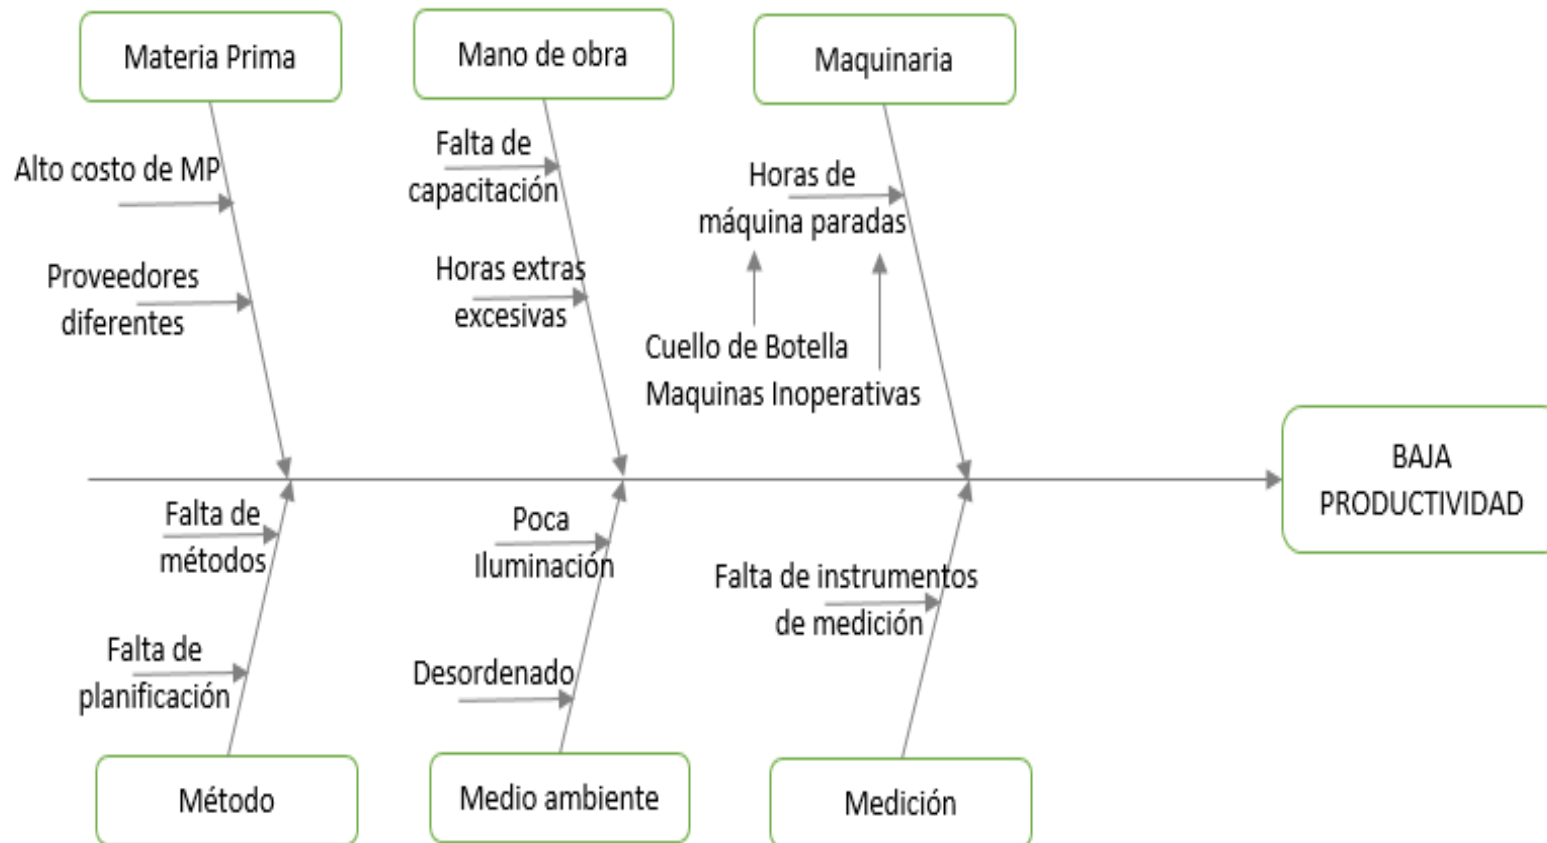 Materia Prima
Mano de obra
Maquinaria
Alto costo de MP
Proveedores
diferentes
Falta de
capacitación
Horas extras
excesivas
Horas de
máquina paradas
Cuello de Botella
Maquinas Inoperativas
BAJA
PRODUCTIVIDAD
Falta de
métodos
Falta de
planificación
Poca
Iluminación
Desordenado
Falta de instrumentos
de medición
Método
Medio ambiente
Medición